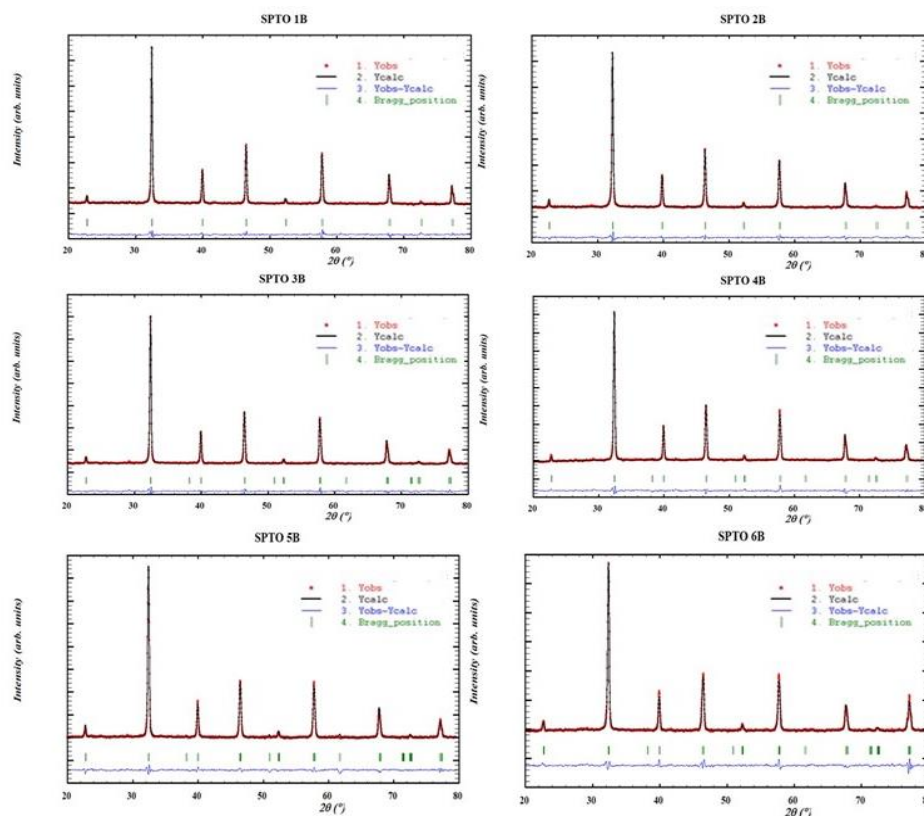 SPTO 1B
Intensity (arb. units)
1. Yobs
2. Ycalc
3. Yobs-Ycalc
4. Bragg_position
20 30 40 50 60 70 80
2θ (°)
SPTO 2B
Intensity (arb. units)
1. Yobs
2. Ycalc
3. Yobs-Ycalc
4. Bragg_position
20 30 40 50 60 70 80
2θ (°)
SPTO 3B
Intensity (arb. units)
1. Yobs
2. Ycalc
3. Yobs-Ycalc
4. Bragg_position
20 30 40 50 60 70 80
2θ (°)
SPTO 4B
Intensity (arb. units)
1. Yobs
2. Ycalc
3. Yobs-Ycalc
4. Bragg_position
20 30 40 50 60 70 80
2θ (°)
SPTO 5B
Intensity (arb. units)
1. Yobs
2. Ycalc
3. Yobs-Ycalc
4. Bragg_position
20 30 40 50 60 70 80
2θ (°)
SPTO 6B
Intensity (arb. units)
1. Yobs
2. Ycalc
3. Yobs-Ycalc
4. Bragg_position
20 30 40 50 60 70 80
2θ (°)